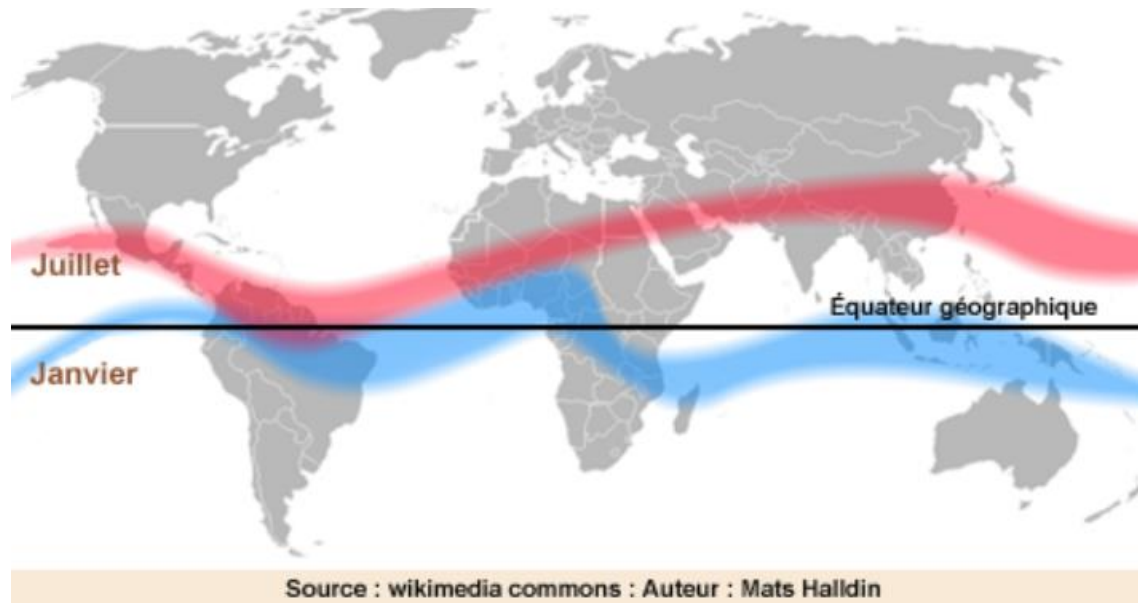 Juillet
Équateur géographique
Janvier
Source : wikimedia commons : Auteur : Mats Halldin